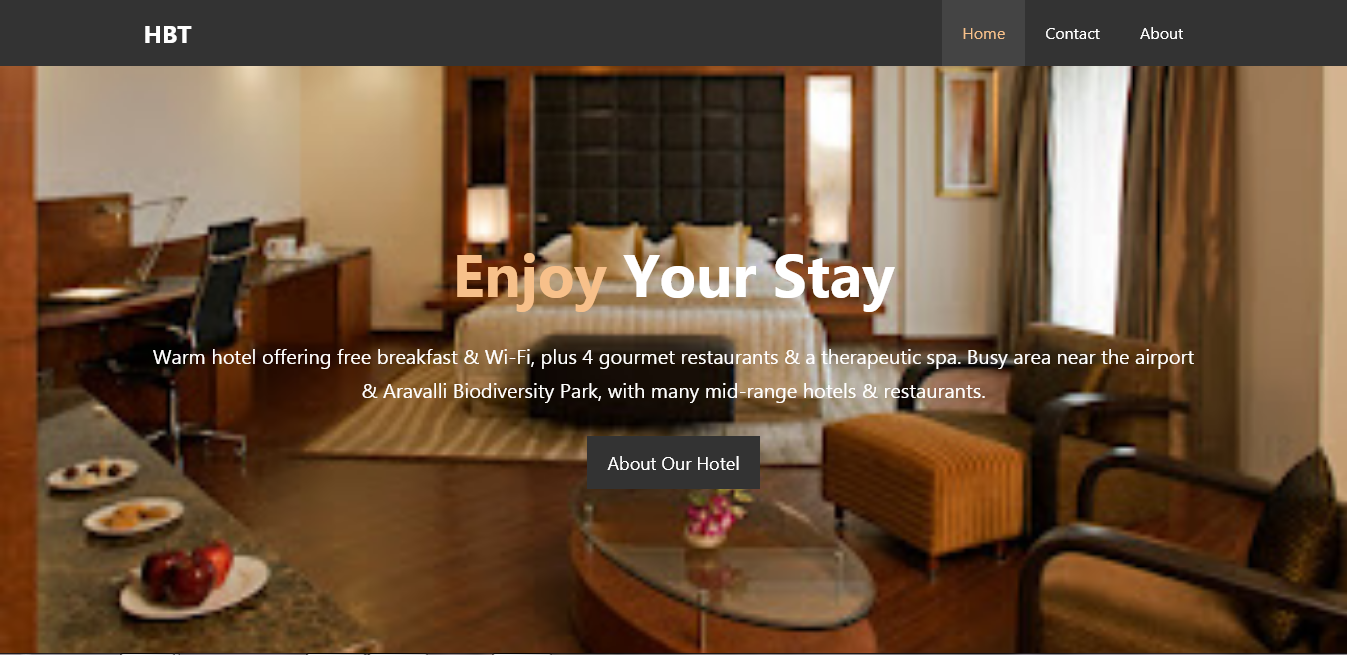 HBT
Home
Contact
About
Enjoy Your Stay
Warm hotel offering free breakfast & Wi-Fi, plus 4 gourmet restaurants & a therapeutic spa. Busy area near the airport
& Aravalli Biodiversity Park, with many mid-range hotels & restaurants.
About Our Hotel